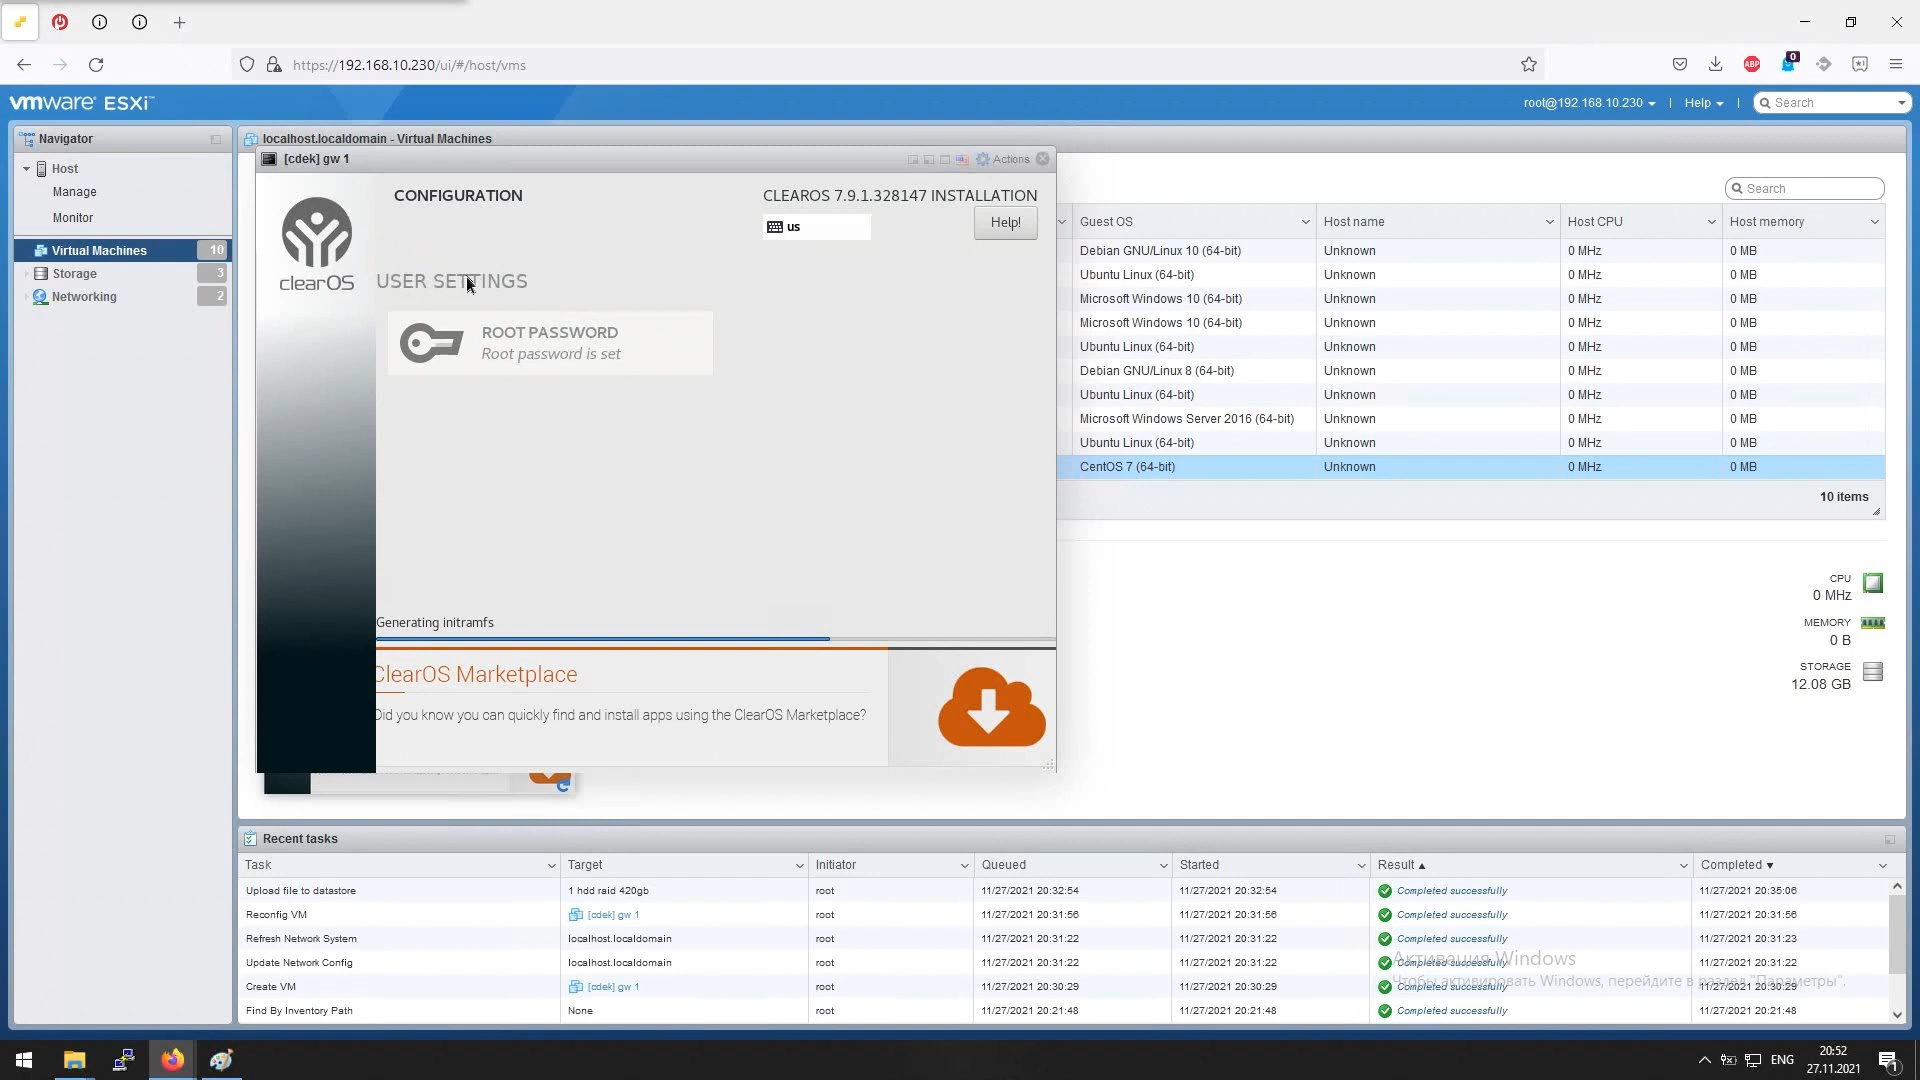 https://192.168.10.230/ui/#/host/vms
ABP
0
vmware ESXi™
root@192.168.10.230
Help
Search
Navigator
Host
Manage
Monitor
Virtual Machines
10
Storage
3
Networking
2
localhost.localdomain - Virtual Machines
[cdek] gw 1
Actions
clearOS
CONFIGURATION
CLEAROS 7.9.1.328147 INSTALLATION
us
Help!
USER SETTINGS
ROOT PASSWORD
Root password is set
Generating initramfs
ClearOS Marketplace
Did you know you can quickly find and install apps using the ClearOS Marketplace?
Search
Guest OS Host name Host CPU Host memory
Debian GNU/Linux 10 (64-bit) Unknown 0 MHz 0 MB
Ubuntu Linux (64-bit) Unknown 0 MHz 0 MB
Microsoft Windows 10 (64-bit) Unknown 0 MHz 0 MB
Microsoft Windows 10 (64-bit) Unknown 0 MHz 0 MB
Ubuntu Linux (64-bit) Unknown 0 MHz 0 MB
Debian GNU/Linux 8 (64-bit) Unknown 0 MHz 0 MB
Ubuntu Linux (64-bit) Unknown 0 MHz 0 MB
Microsoft Windows Server 2016 (64-bit) Unknown 0 MHz 0 MB
Ubuntu Linux (64-bit) Unknown 0 MHz 0 MB
CentOS 7 (64-bit) Unknown 0 MHz 0 MB
10 items
CPU
0 MHz
MEMORY
0 B
STORAGE
12.08 GB
Recent tasks
Task Target Initiator Queued Started Result Completed
Upload file to datastore 1 hdd raid 420gb root 11/27/2021 20:32:54 11/27/2021 20:32:54 Completed successfully 11/27/2021 20:35:06
Reconfig VM [cdek] gw 1 root 11/27/2021 20:31:56 11/27/2021 20:31:56 Completed successfully 11/27/2021 20:31:56
Refresh Network System localhost.localdomain root 11/27/2021 20:31:22 11/27/2021 20:31:22 Completed successfully 11/27/2021 20:31:23
Update Network Config localhost.localdomain root 11/27/2021 20:31:22 11/27/2021 20:31:22 Completed successfully 11/27/2021 20:31:22
Create VM [cdek] gw 1 root 11/27/2021 20:30:29 11/27/2021 20:30:29 Completed successfully 11/27/2021 20:30:29
Find By Inventory Path None root 11/27/2021 20:21:48 11/27/2021 20:21:48 Completed successfully 11/27/2021 20:21:48
Активация Windows
Чтобы активировать Windows, перейдите в раздел "Параметры".
ENG
20:52
27.11.2021
1